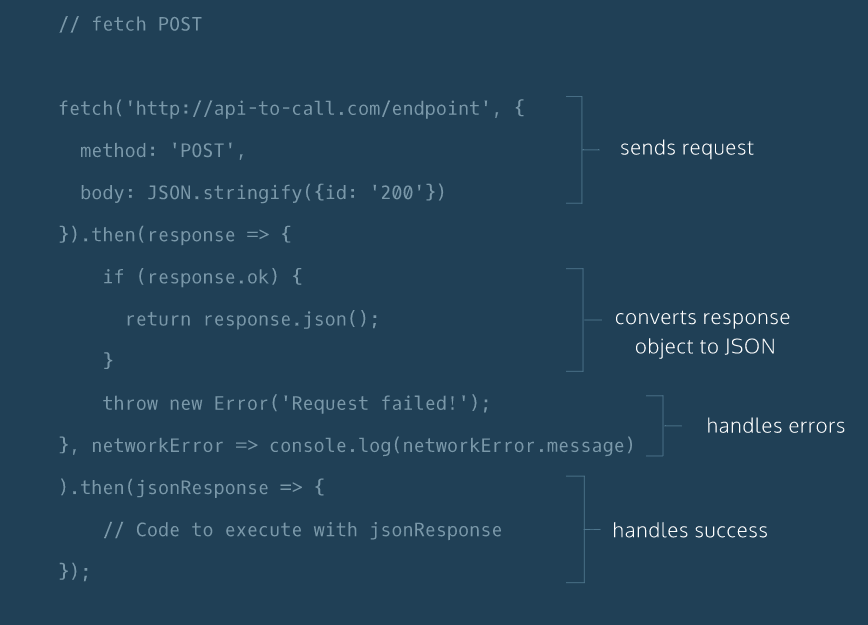 // fetch POST
fetch('http://api-to-call.com/endpoint', {
  method: 'POST',
  body: JSON.stringify({id: '200'})
sends request
}).then(response => {
    if (response.ok) {
      return response.json();
    }
converts response
object to JSON
    throw new Error('Request failed!');
}, networkError => console.log(networkError.message)
handles errors
).then(jsonResponse => {
    // Code to execute with jsonResponse
});
handles success